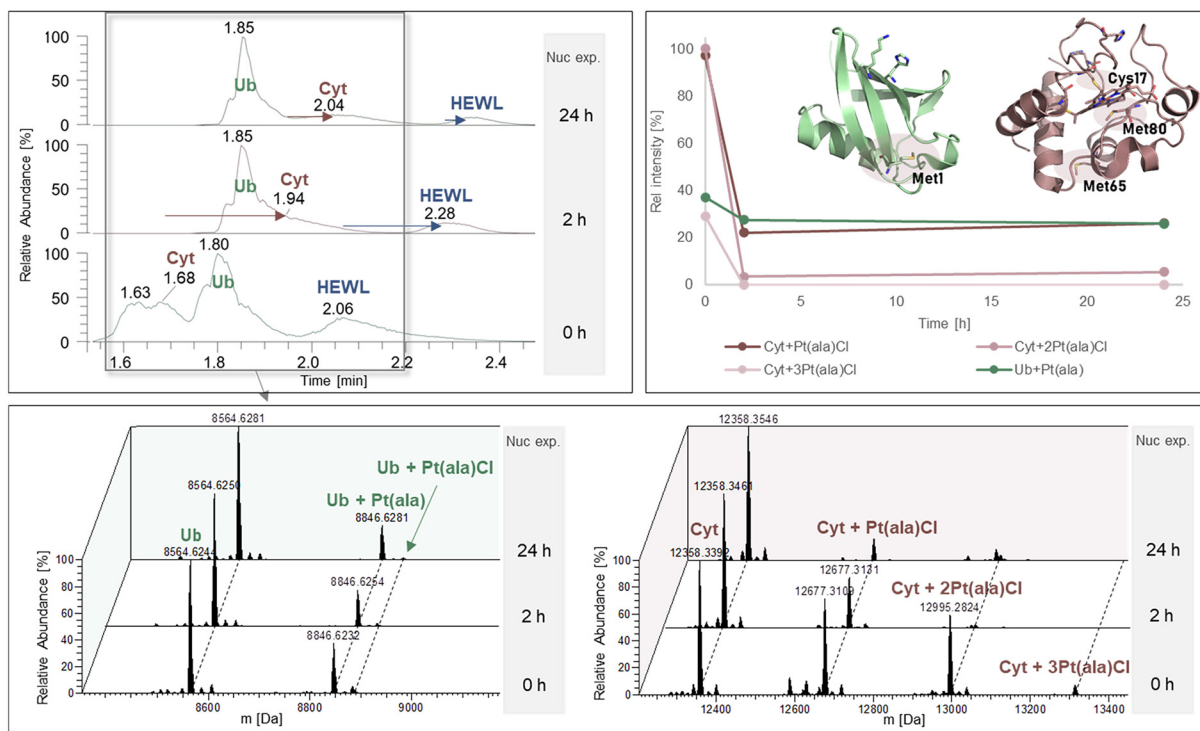 1.85
Nuc exp.
100
50
0
Ub
Cyt
2.04
HEWL
24 h
1.85
100
50
0
Ub
Cyt
1.94
HEWL
2.28
2 h
1.80
100
50
0
1.63
Cyt
1.68
Ub
HEWL
2.06
0 h
Relative Abundance [%]
1.6
1.8
2.0
2.2
2.4
Time [min]
100
80
60
40
20
0
Rel intensity [%]
Met1
Cys17
Met80
Met65
0
5
10
15
20
25
Time [h]
Cyt+Pt(ala)Cl
Cyt+2Pt(ala)Cl
Cyt+3Pt(ala)Cl
Ub+Pt(ala)
8564.6281
Nuc exp.
Ub + Pt(ala)Cl
8564.6250
Ub + Pt(ala)
8846.6281
Ub
8564.6244
24 h
8846.6254
2 h
8846.6232
0 h
100
80
60
40
20
0
Relative Abundance [%]
8600
8800
9000
m [Da]
12358.3546
Nuc exp.
12358.3461
Cyt
Cyt + Pt(ala)Cl
12358.3392
24 h
12677.3131
Cyt + 2Pt(ala)Cl
12677.3109
12995.2824
2 h
Cyt + 3Pt(ala)Cl
0 h
100
80
60
40
20
0
Relative Abundance [%]
12400
12600
12800
13000
13200
13400
m [Da]